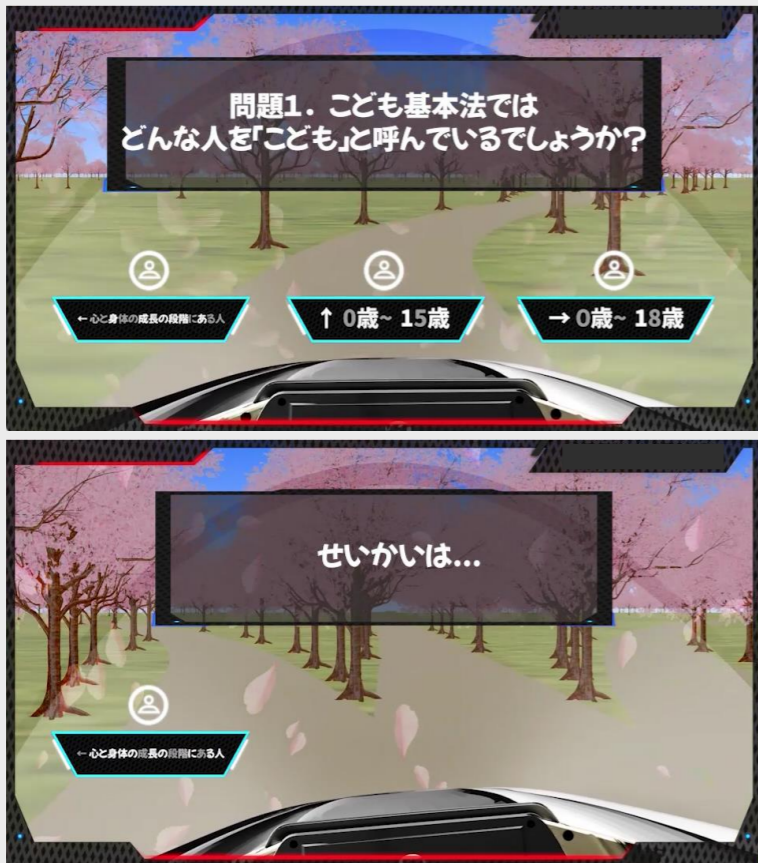 問題1. こども基本法では
どんな人を「こども」と呼んでいるでしょうか？
← 心と身体の成長の段階にある人
↑ 0歳~ 15歳
→ 0歳~ 18歳
せいかいは...
← 心と身体の成長の段階にある人